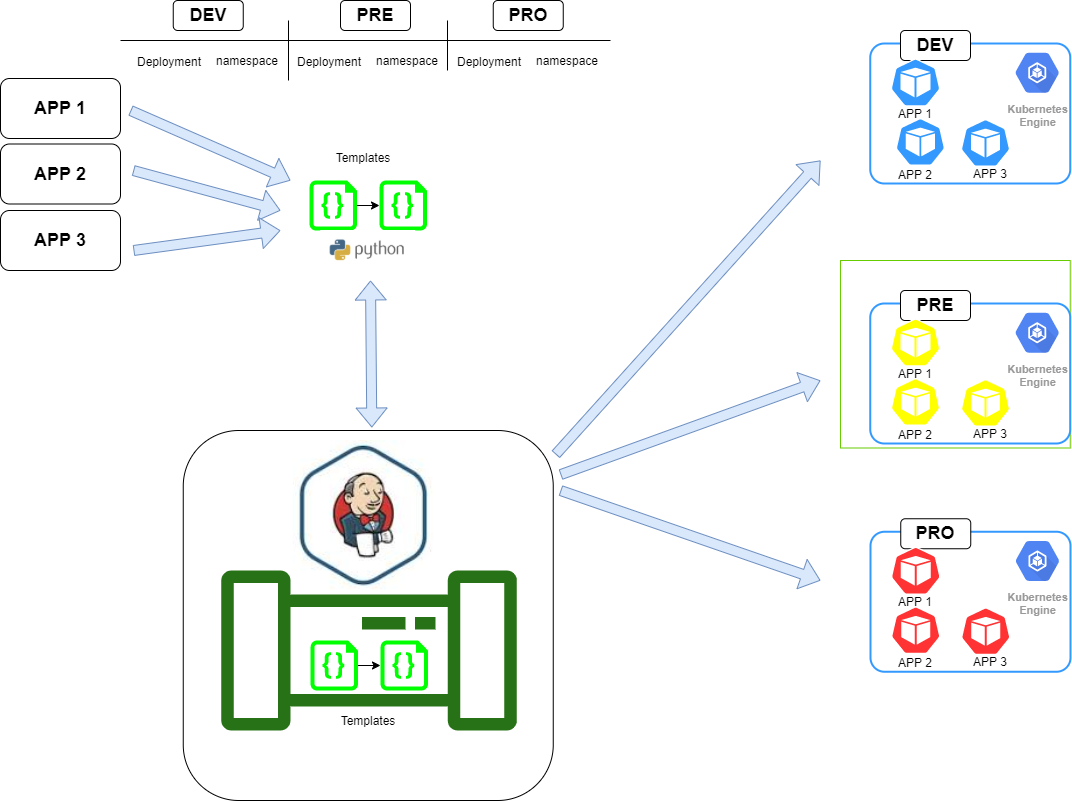 DEV
PRE
PRO
Deployment
namespace
Deployment
namespace
Deployment
namespace
APP 1
APP 2
APP 3
Templates
{}
{}
python
{}
{}
Templates
DEV
APP 1
Kubernetes
Engine
APP 2
APP 3
PRE
APP 1
Kubernetes
Engine
APP 2
APP 3
PRO
APP 1
Kubernetes
Engine
APP 2
APP 3